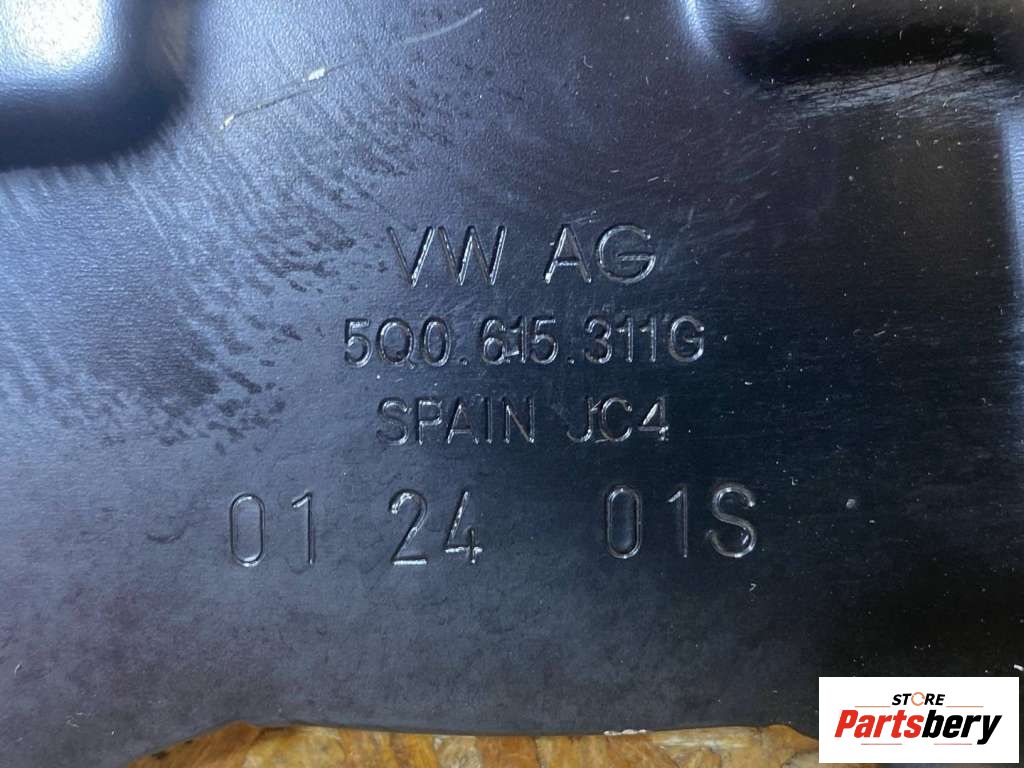 VW AG
5Q0.615.311G
SPAIN JC4
01 24 01S
STORE
Partsbery